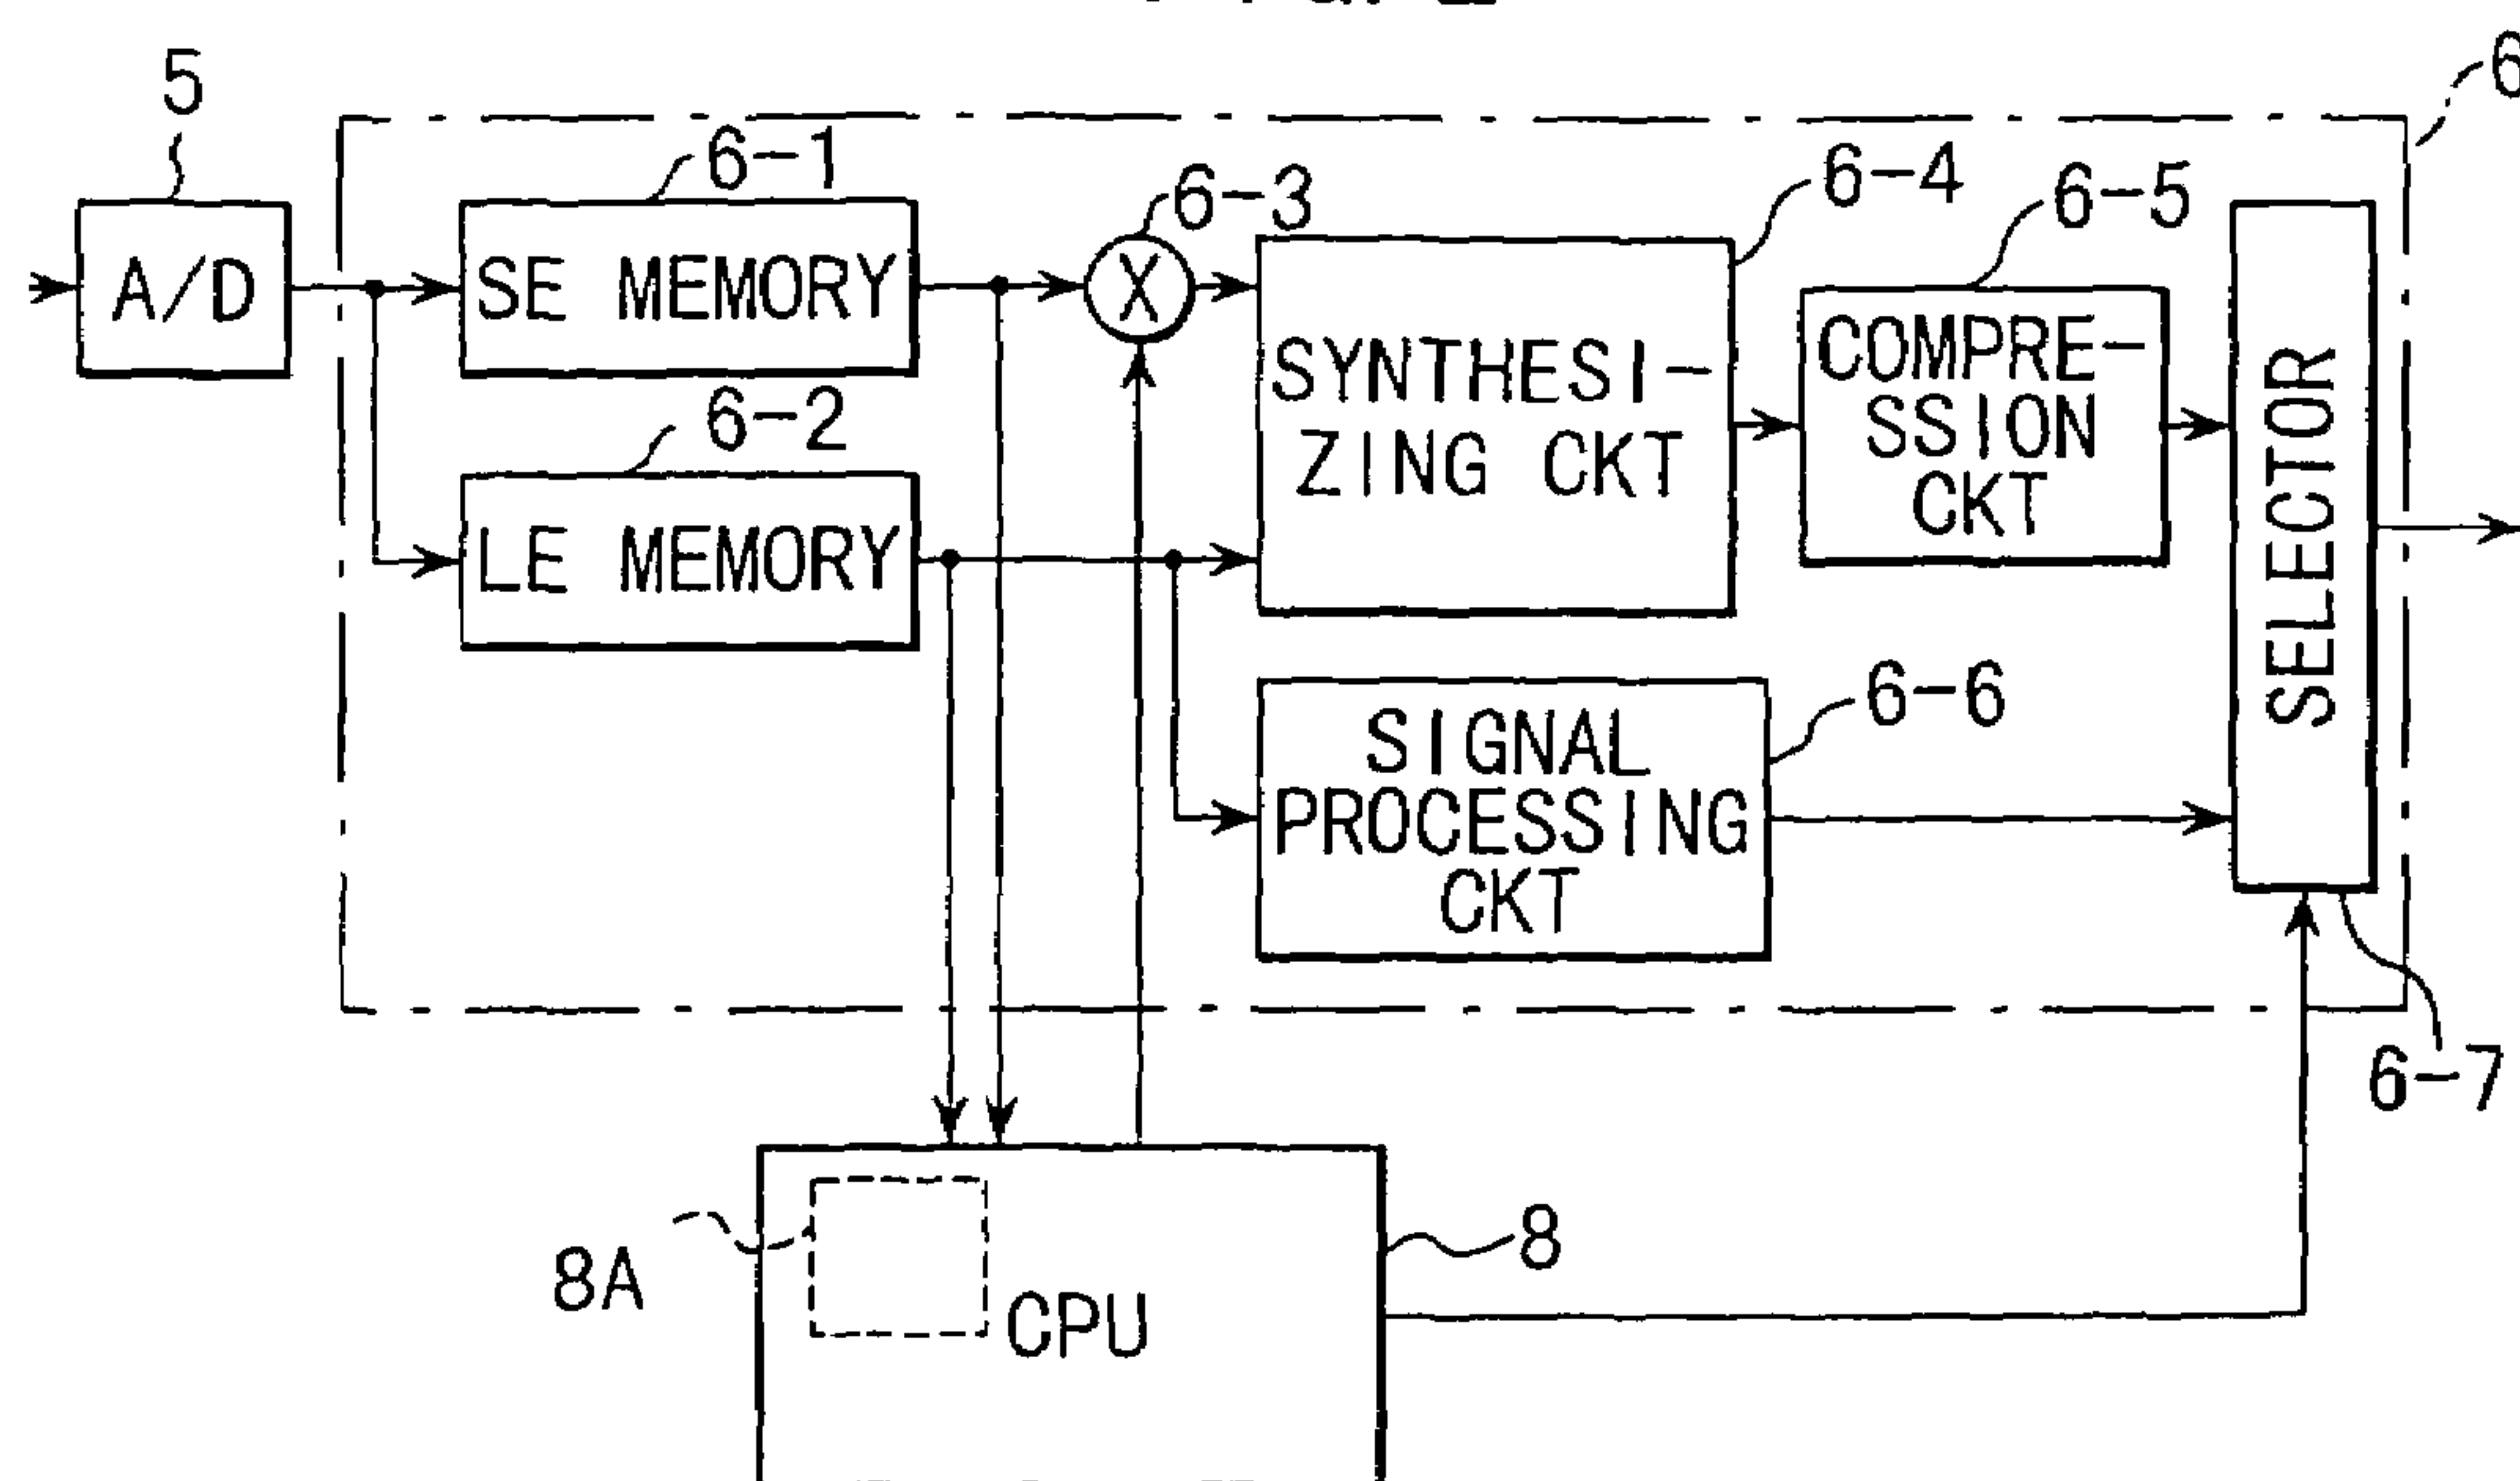 5
6
6-1
6-3
6-4
6-5
A/D
SE MEMORY
X
SYNTHESI-
ZING CKT
COMPRE-
SSION
CKT
SELECTOR
6-2
LE MEMORY
6-6
SIGNAL
PROCESSING
CKT
6-7
8A
CPU
8